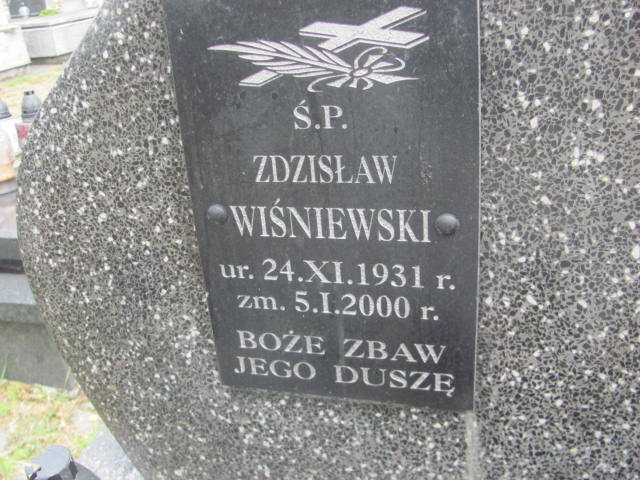 Ś.P.
ZDZISŁAW
WIŚNIEWSKI
ur. 24.XI.1931 r.
zm. 5.I.2000 r.
BOŻE ZBAW
JEGO DUSZĘ